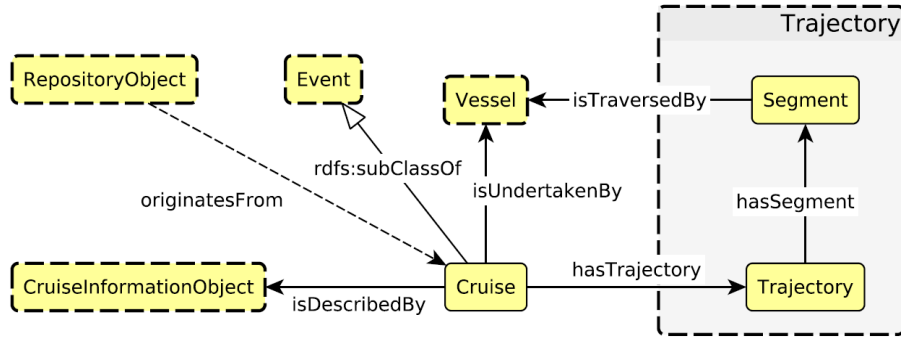 Trajectory
RepositoryObject
Event
Vessel
isTraversedBy
Segment
rdfs:subClassOf
originatesFrom
isUndertakenBy
hasSegment
CruiseInformationObject
isDescribedBy
Cruise
hasTrajectory
Trajectory